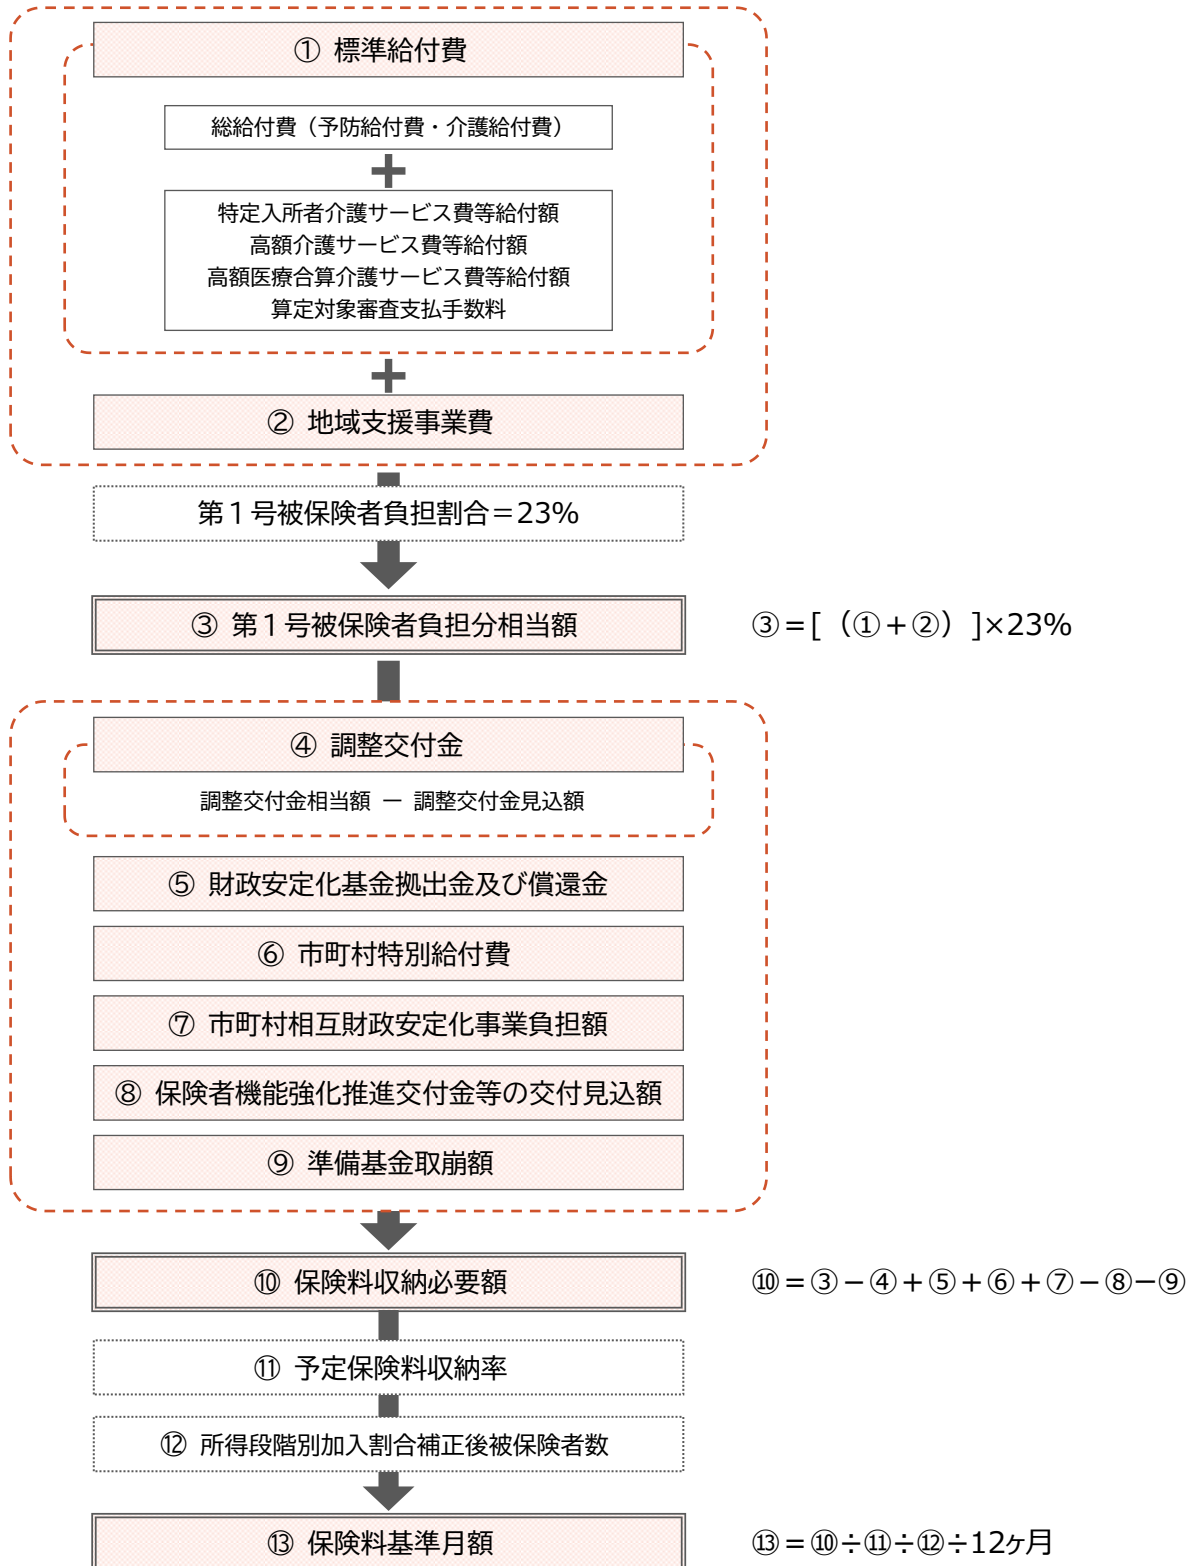 ① 標準給付費
総給付費（予防給付費・介護給付費）
＋
特定入所者介護サービス費等給付額
高額介護サービス費等給付額
高額医療合算介護サービス費等給付額
算定対象審査支払手数料
＋
② 地域支援事業費
第１号被保険者負担割合＝23%
③ 第１号被保険者負担分相当額
③＝[（①＋②）]×23%
④ 調整交付金
調整交付金相当額 － 調整交付金見込額
⑤ 財政安定化基金拠出金及び償還金
⑥ 市町村特別給付費
⑦ 市町村相互財政安定化事業負担額
⑧ 保険者機能強化推進交付金等の交付見込額
⑨ 準備基金取崩額
⑩ 保険料収納必要額
⑩＝③－④＋⑤＋⑥＋⑦－⑧－⑨
⑪ 予定保険料収納率
⑫ 所得段階別加入割合補正後被保険者数
⑬ 保険料基準月額
⑬＝⑩÷⑪÷⑫÷12ヶ月